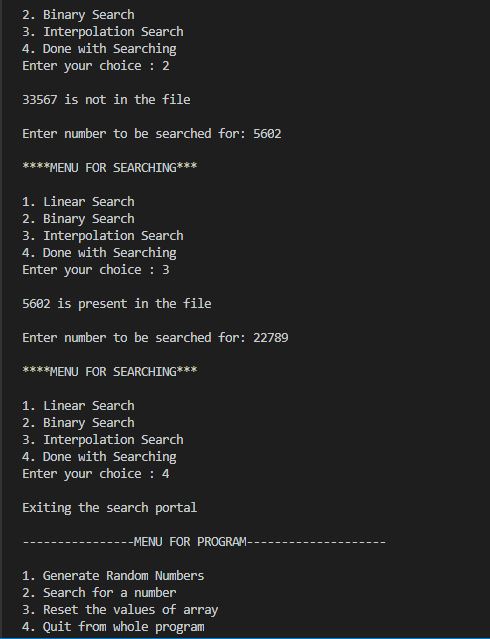 2. Binary Search
3. Interpolation Search
4. Done with Searching
Enter your choice : 2
33567 is not in the file
Enter number to be searched for: 5602
****MENU FOR SEARCHING***
1. Linear Search
2. Binary Search
3. Interpolation Search
4. Done with Searching
Enter your choice : 3
5602 is present in the file
Enter number to be searched for: 22789
****MENU FOR SEARCHING***
1. Linear Search
2. Binary Search
3. Interpolation Search
4. Done with Searching
Enter your choice : 4
Exiting the search portal
----------------MENU FOR PROGRAM--------------------
1. Generate Random Numbers
2. Search for a number
3. Reset the values of array
4. Quit from whole program